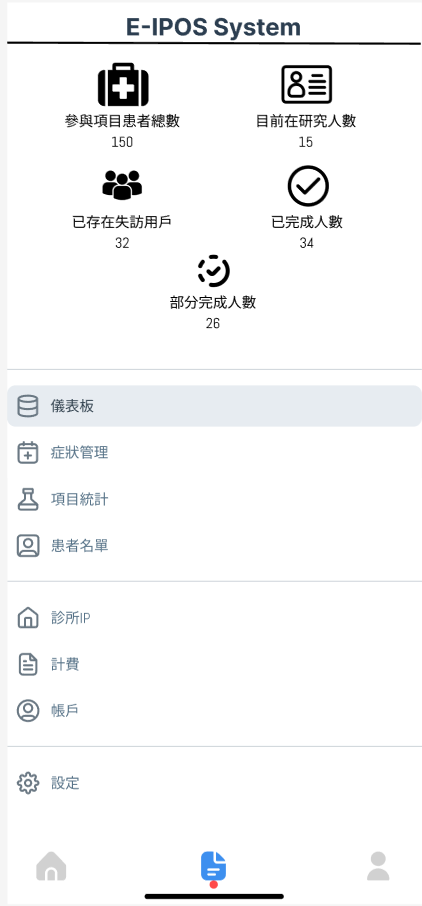 E-IPOS System
參與項目患者總數
150
目前在研究人數
15
已存在失訪用戶
32
已完成人數
34
部分完成人數
26
儀表板
症狀管理
項目統計
患者名單
診所IP
計費
帳戶
設定